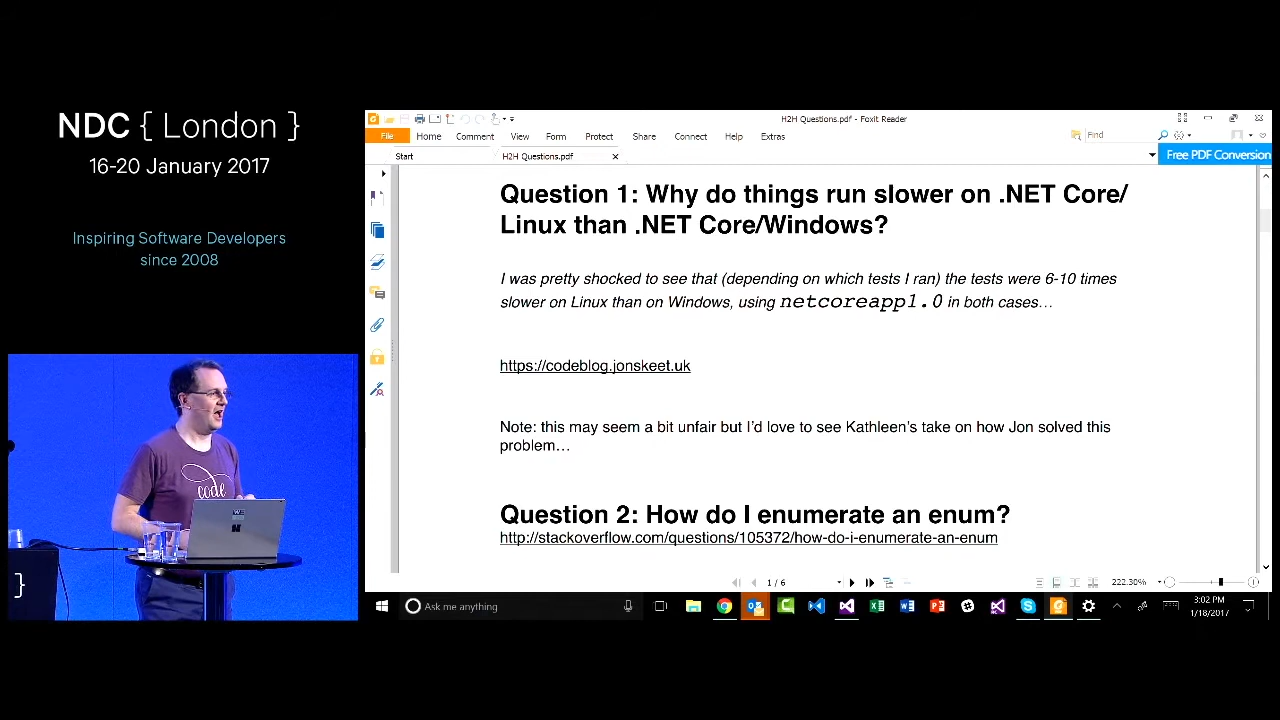 NDC { London }
16-20 January 2017
Inspiring Software Developers
since 2008
code
}
H2H Questions.pdf - Foxit Reader
File Home Comment View Form Protect Share Connect Help Extras
Find
Start
H2H Questions.pdf
Free PDF Conversion
Question 1: Why do things run slower on .NET Core/
Linux than .NET Core/Windows?
I was pretty shocked to see that (depending on which tests I ran) the tests were 6-10 times
slower on Linux than on Windows, using netcoreapp1.0 in both cases…
https://codeblog.jonskeet.uk
Note: this may seem a bit unfair but I'd love to see Kathleen's take on how Jon solved this
problem…
Question 2: How do I enumerate an enum?
http://stackoverflow.com/questions/105372/how-do-i-enumerate-an-enum
1 / 6
222.30%
Ask me anything
3:02 PM
1/18/2017